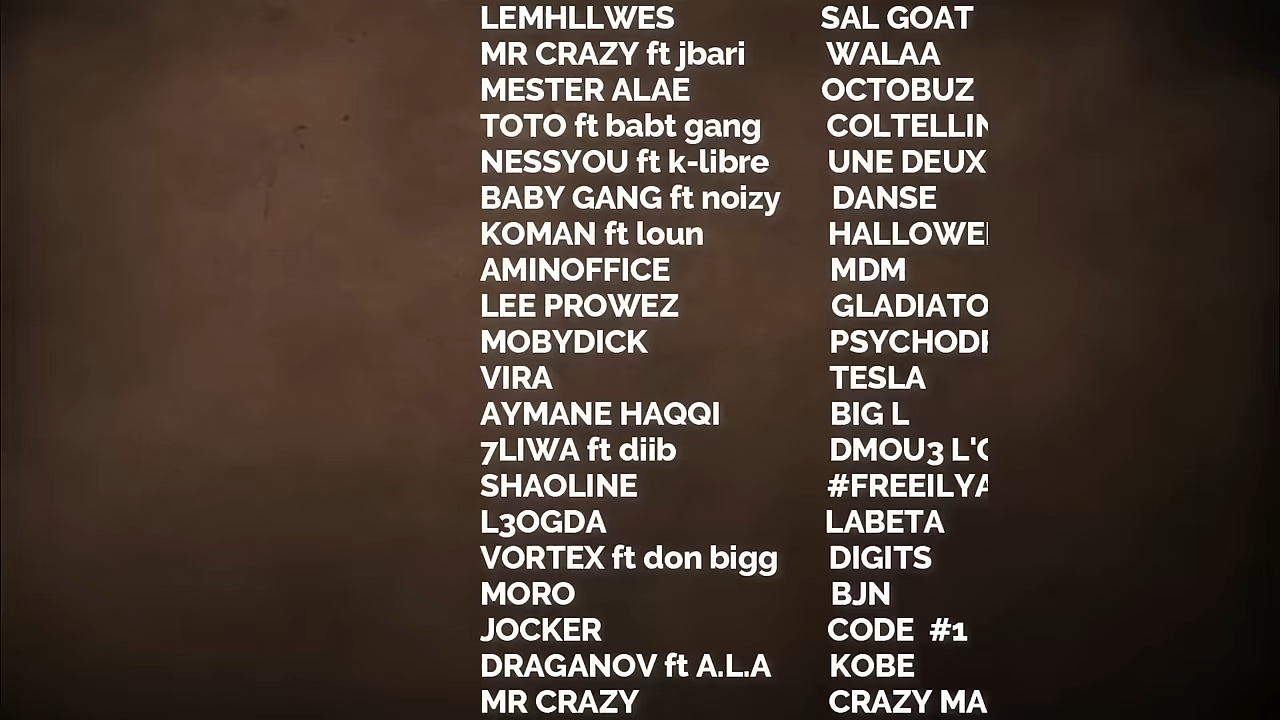 LEMHLLWES SAL GOAT
MR CRAZY ft jbari WALAA
MESTER ALAE OCTOBUZ
TOTO ft babt gang
NESSYOU ft k-libre UNE DEUX
BABY GANG ft noizy DANSE
KOMAN ft loun
AMINOFFICE MDM
LEE PROWEZ
MOBYDICK
VIRA TESLA
AYMANE HAQQI BIG L
7LIWA ft diib DMOU3
SHAOLINE
L3OGDA LABETA
VORTEX ft don bigg DIGITS
MORO BJN
JOCKER CODE #1
DRAGANOV ft A.L.A KOBE
MR CRAZY CRAZY